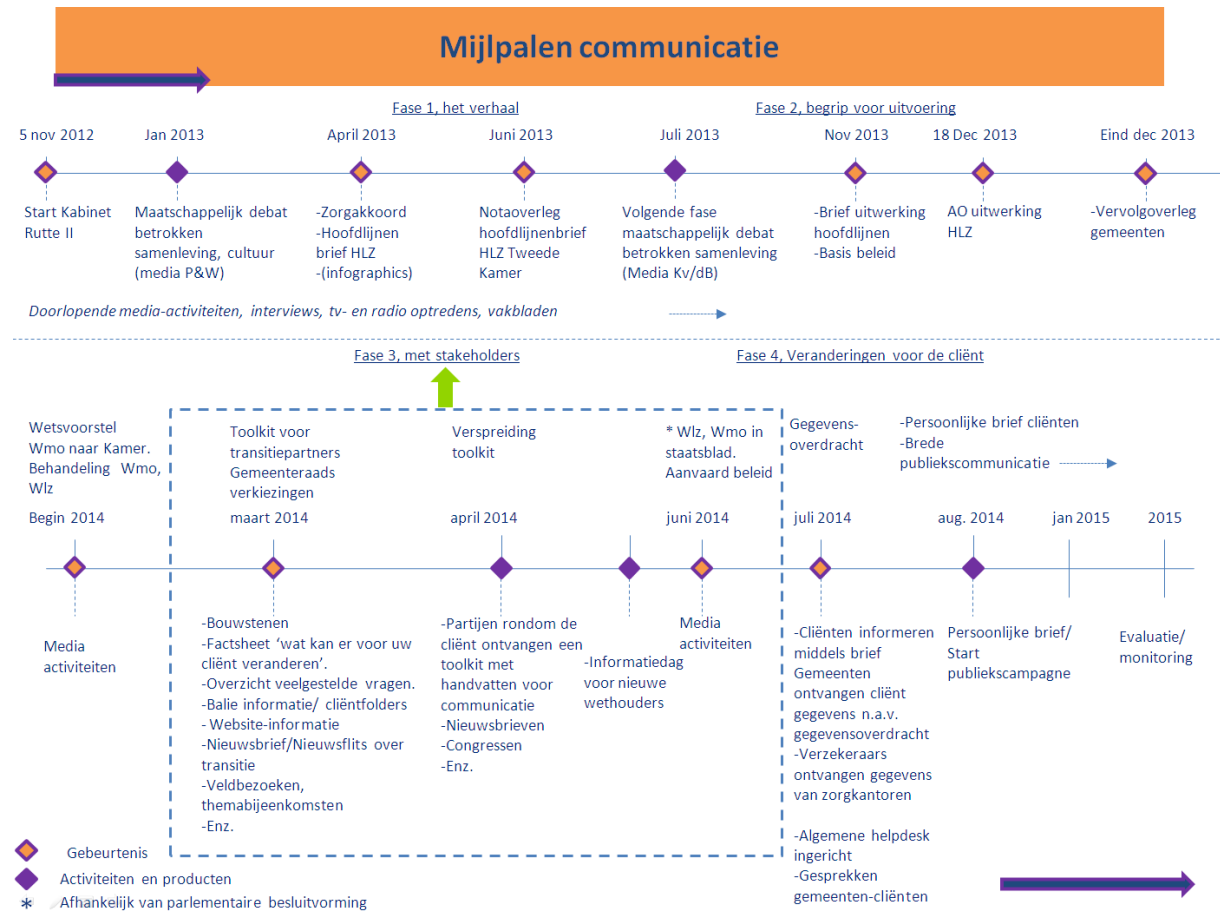 Mijlpalen communicatie
Fase 1, het verhaal
Fase 2, begrip voor uitvoering
5 nov 2012
Jan 2013
April 2013
Juni 2013
Juli 2013
Nov 2013
18 Dec 2013
Eind dec 2013
Start Kabinet
Rutte II
Maatschappelijk debat
betrokken
samenleving, cultuur
(media P&W)
-Zorgakkoord
-Hoofdlijnen
brief HLZ
-(infographics)
Notaoverleg
hoofdlijnenbrief
HLZ Tweede
Kamer
Volgende fase
maatschappelijk debat
betrokken samenleving
(Media Kv/dB)
-Brief uitwerking
hoofdlijnen
-Basis beleid
AO uitwerking
HLZ
-Vervolgoverleg
gemeenten
Doorlopende media-activiteiten, interviews, tv- en radio optredens, vakbladen
Fase 3, met stakeholders
Fase 4, Veranderingen voor de cliënt
Wetsvoorstel
Wmo naar Kamer.
Behandeling Wmo,
Wlz
Toolkit voor
transitiepartners
Gemeenteraads
verkiezingen
Verspreiding
toolkit
* Wlz, Wmo in
staatsblad.
Aanvaard beleid
Gegevens-
overdracht
-Persoonlijke brief cliënten
-Brede
publiekscommunicatie
Begin 2014
maart 2014
april 2014
juni 2014
juli 2014
aug. 2014
jan 2015
2015
Media
activiteiten
-Bouwstenen
-Factsheet ‘wat kan er voor uw
cliënt veranderen’.
-Overzicht veelgestelde vragen.
-Balie informatie/ cliëntfolders
- Website-informatie
-Nieuwsbrief/Nieuwsflits over
transitie
-Veldbezoeken,
themabijeenkomsten
-Enz.
-Partijen rondom de
cliënt ontvangen een
toolkit met
handvatten voor
communicatie
-Nieuwsbrieven
-Congressen
-Enz.
-Informatiedag
voor nieuwe
wethouders
Media
activiteiten
-Cliënten informeren
middels brief
Gemeenten
ontvangen cliënt
gegevens n.a.v.
gegevensoverdracht
-Verzekeraars
ontvangen gegevens
van zorgkantoren
-Algemene helpdesk
ingericht
-Gesprekken
gemeenten-cliënten
Persoonlijke brief/
Start
publiekscampagne
Evaluatie/
monitoring
Gebeurtenis
Activiteiten en producten
* Afhankelijk van parlementaire besluitvorming